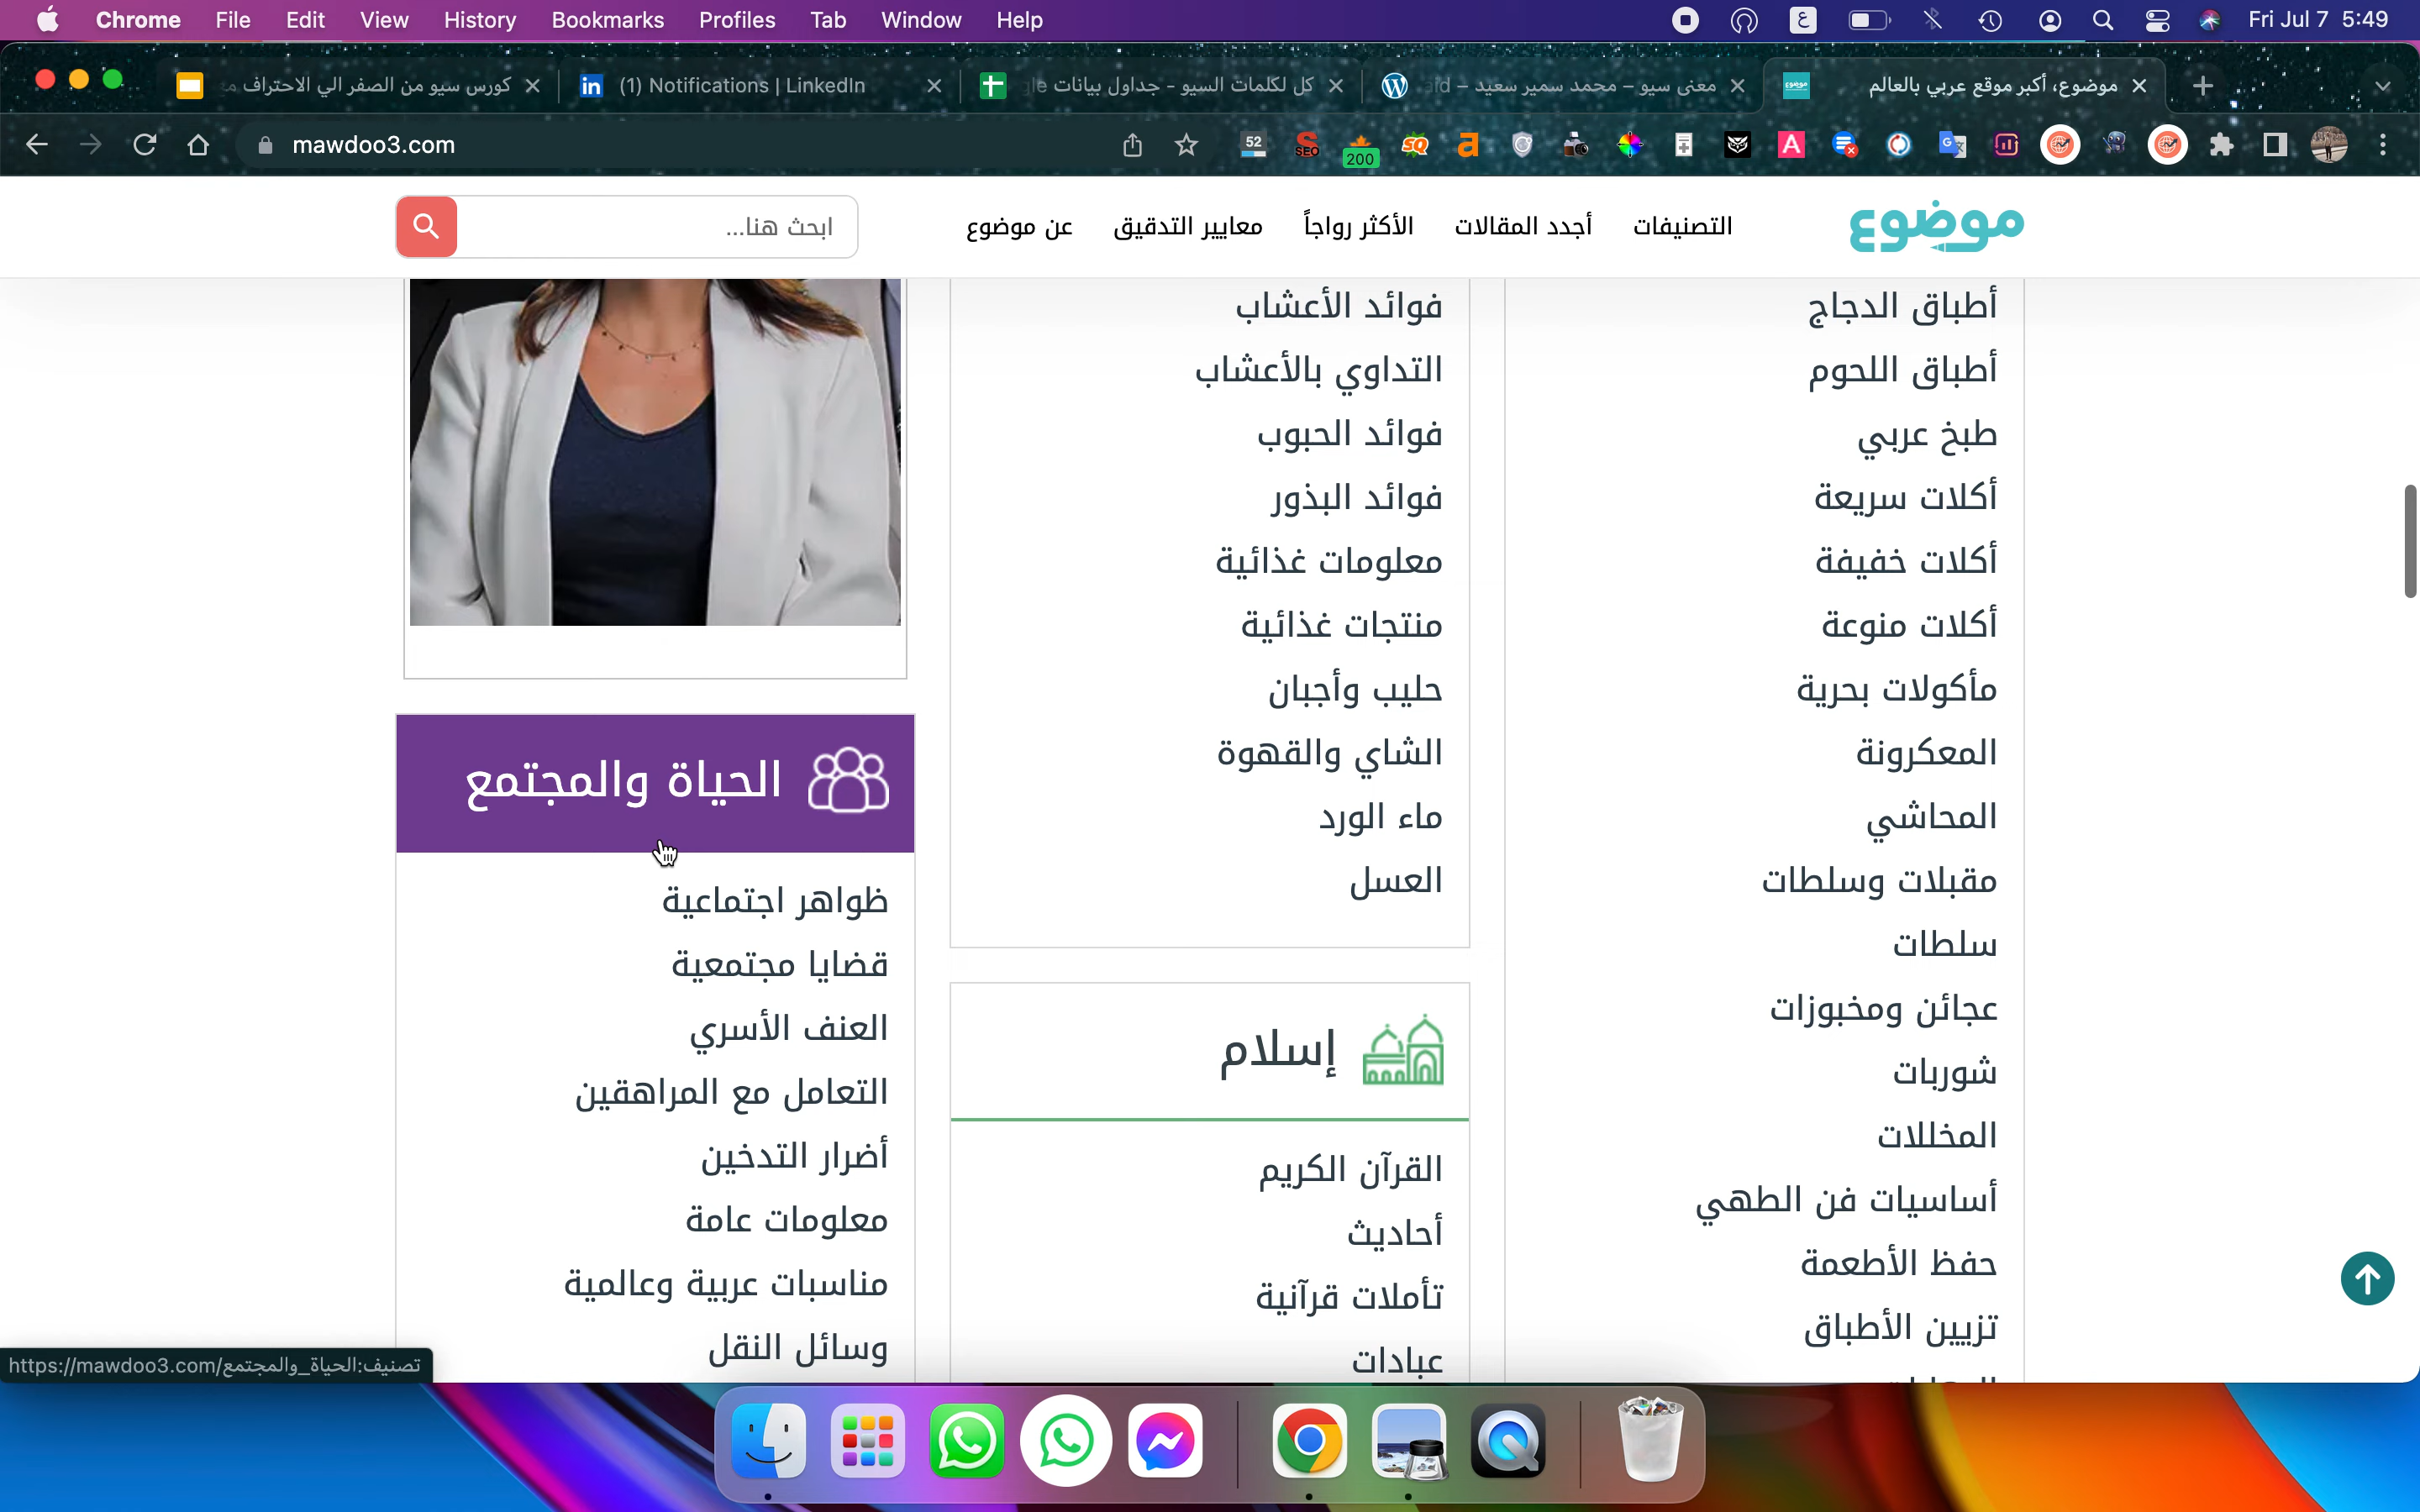 Chrome File Edit View History Bookmarks Profiles Tab Window Help
ع
Fri Jul 7 5:49
كورس سيو من الصفر الي الاحتراف
(1) Notifications | LinkedIn
كل لكلمات السيو - جداول بيانات
معنى سيو – محمد سمير سعيد –
موضوع، أكبر موقع عربي بالعالم
mawdoo3.com
52
SEO
200
موضوع
التصنيفات
أجدد المقالات
الأكثر رواجاً
معايير التدقيق
عن موضوع
ابحث هنا...
أطباق الدجاج
أطباق اللحوم
طبخ عربي
أكلات سريعة
أكلات خفيفة
أكلات منوعة
مأكولات بحرية
المعكرونة
المحاشي
مقبلات وسلطات
سلطات
عجائن ومخبوزات
شوربات
المخللات
أساسيات فن الطهي
حفظ الأطعمة
تزيين الأطباق
فوائد الأعشاب
التداوي بالأعشاب
فوائد الحبوب
فوائد البذور
معلومات غذائية
منتجات غذائية
حليب وأجبان
الشاي والقهوة
ماء الورد
العسل
إسلام
القرآن الكريم
أحاديث
تأملات قرآنية
عبادات
الحياة والمجتمع
ظواهر اجتماعية
قضايا مجتمعية
العنف الأسري
التعامل مع المراهقين
أضرار التدخين
معلومات عامة
مناسبات عربية وعالمية
وسائل النقل
https://mawdoo3.com/تصنيف:الحياة_والمجتمع